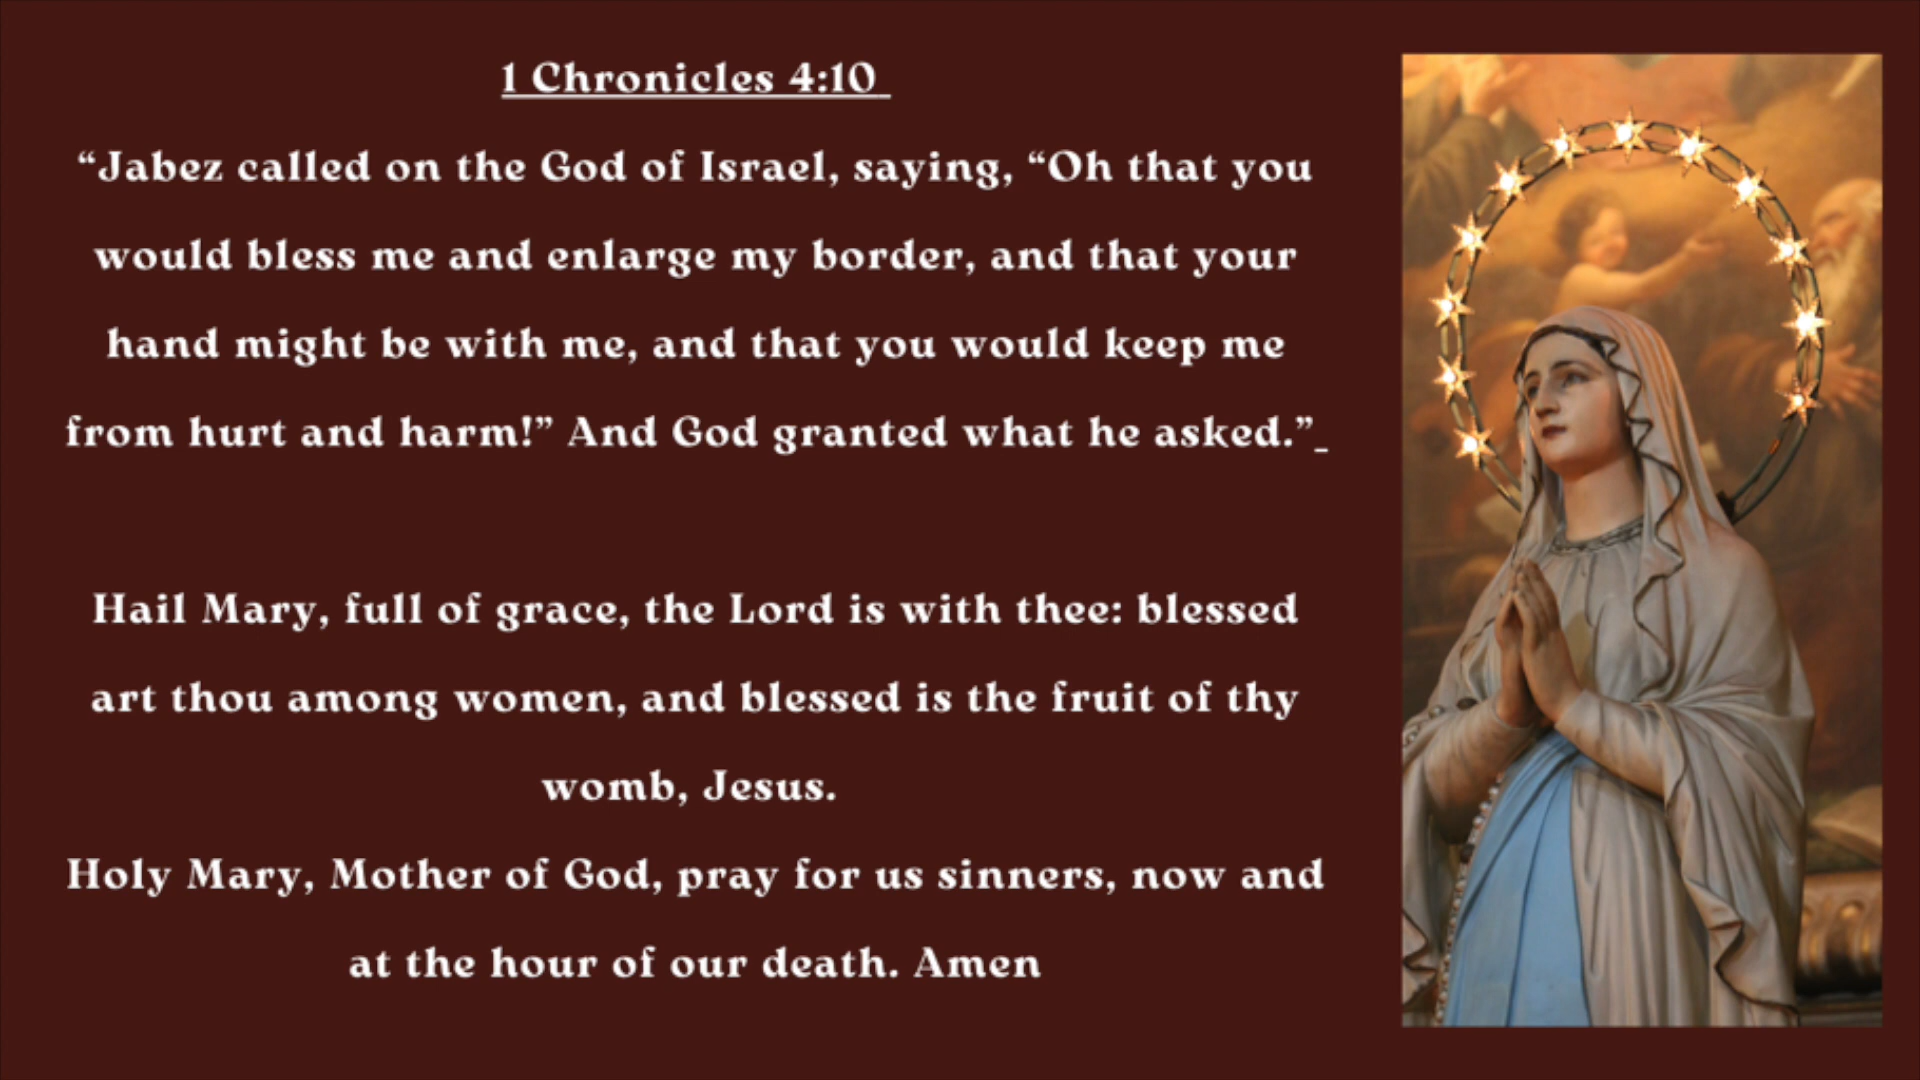 1 Chronicles 4:10
“Jabez called on the God of Israel, saying, “Oh that you
would bless me and enlarge my border, and that your
hand might be with me, and that you would keep me
from hurt and harm!” And God granted what he asked.”
Hail Mary, full of grace, the Lord is with thee: blessed
art thou among women, and blessed is the fruit of thy
womb, Jesus.
Holy Mary, Mother of God, pray for us sinners, now and
at the hour of our death. Amen